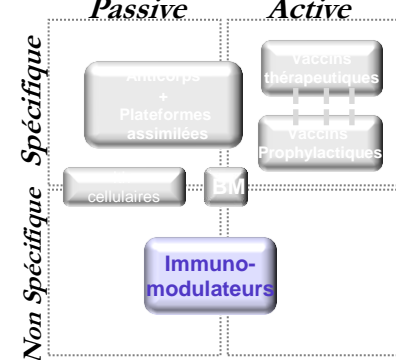 Passive Active
Spécifique
Anticorps
+
Plateformes
assimilées
Vaccins
thérapeutiques
Vaccins
Prophylactiques
cellulaires
BM
Non Spécifique
Immuno-
modulateurs